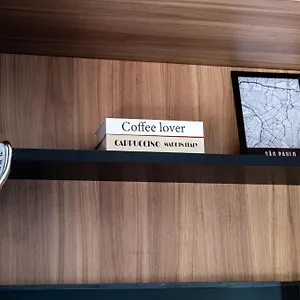 Coffee lover
CAPPUCCINO MADE IN ITALY
SÃO PAULO